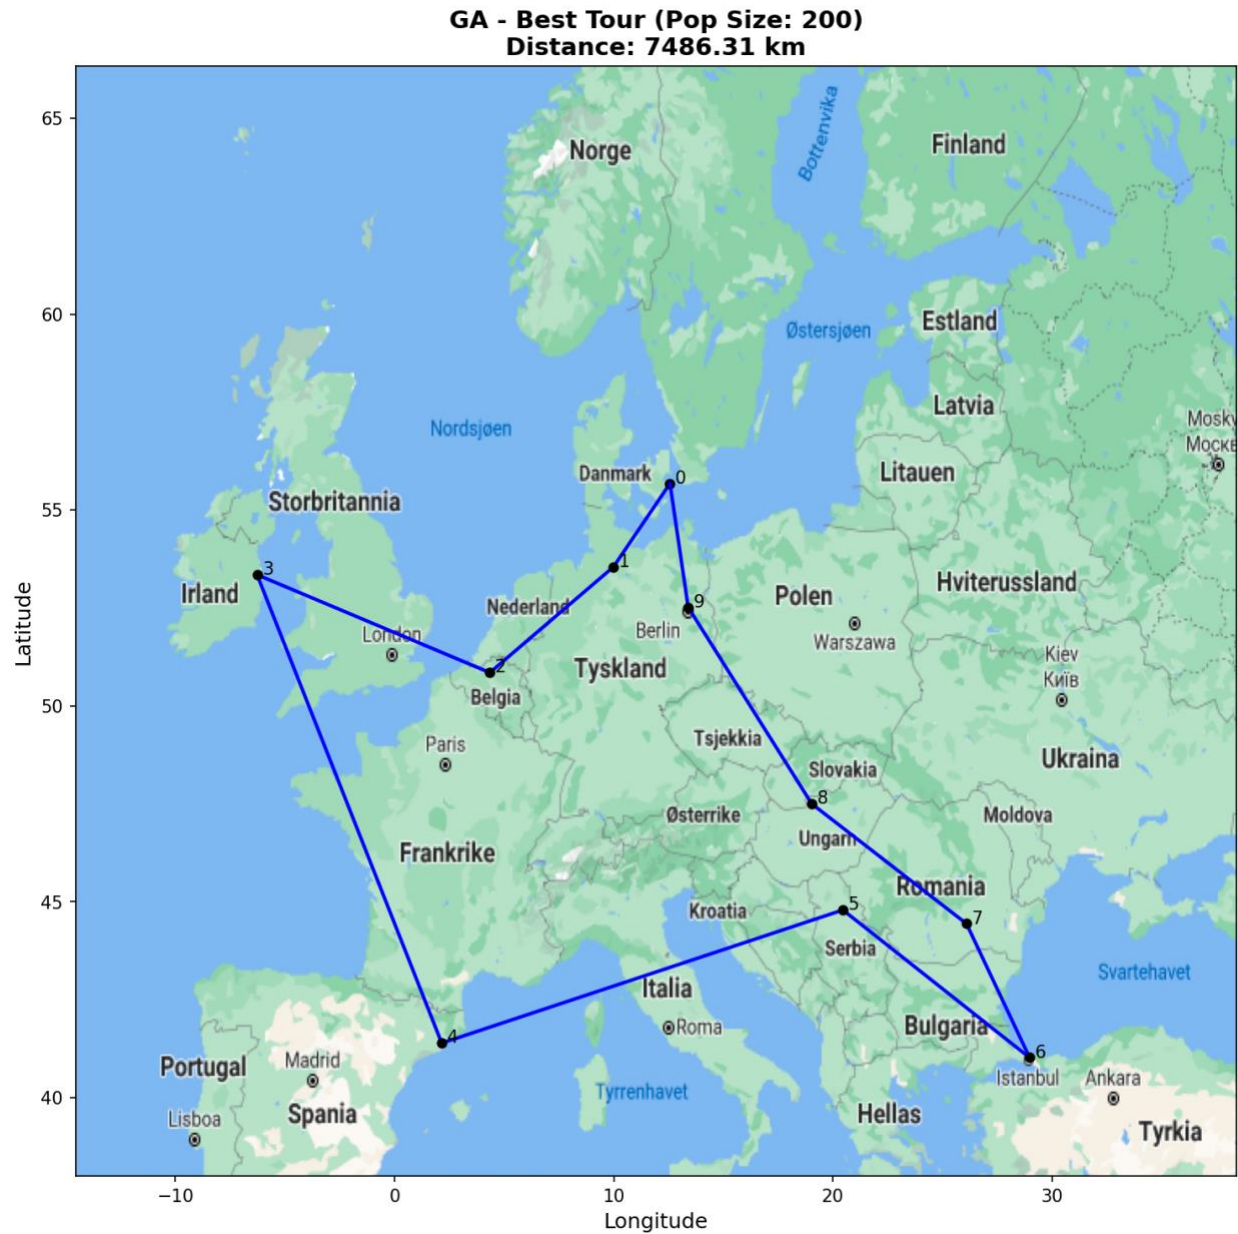 GA - Best Tour (Pop Size: 200)
Distance: 7486.31 km
65
60
55
50
45
40
Latitude
−10
0
10
20
30
Longitude
Norge
Bottenvika
Finland
Østersjøen
Estland
Nordsjøen
Latvia
Moskv
Москв
Danmark
0
Litauen
Storbritannia
1
3
Irland
Nederland
9
Polen
Hviterussland
London
Berlin
Warszawa
2
Tyskland
Kiev
Київ
Belgia
Paris
Tsjekkia
Slovakia
Ukraina
8
Østerrike
Ungarn
Moldova
Frankrike
Romania
5
Kroatia
7
Serbia
Svartehavet
Italia
Roma
Bulgaria
4
6
Portugal
Madrid
Istanbul
Ankara
Tyrrenhavet
Lisboa
Spania
Hellas
Tyrkia